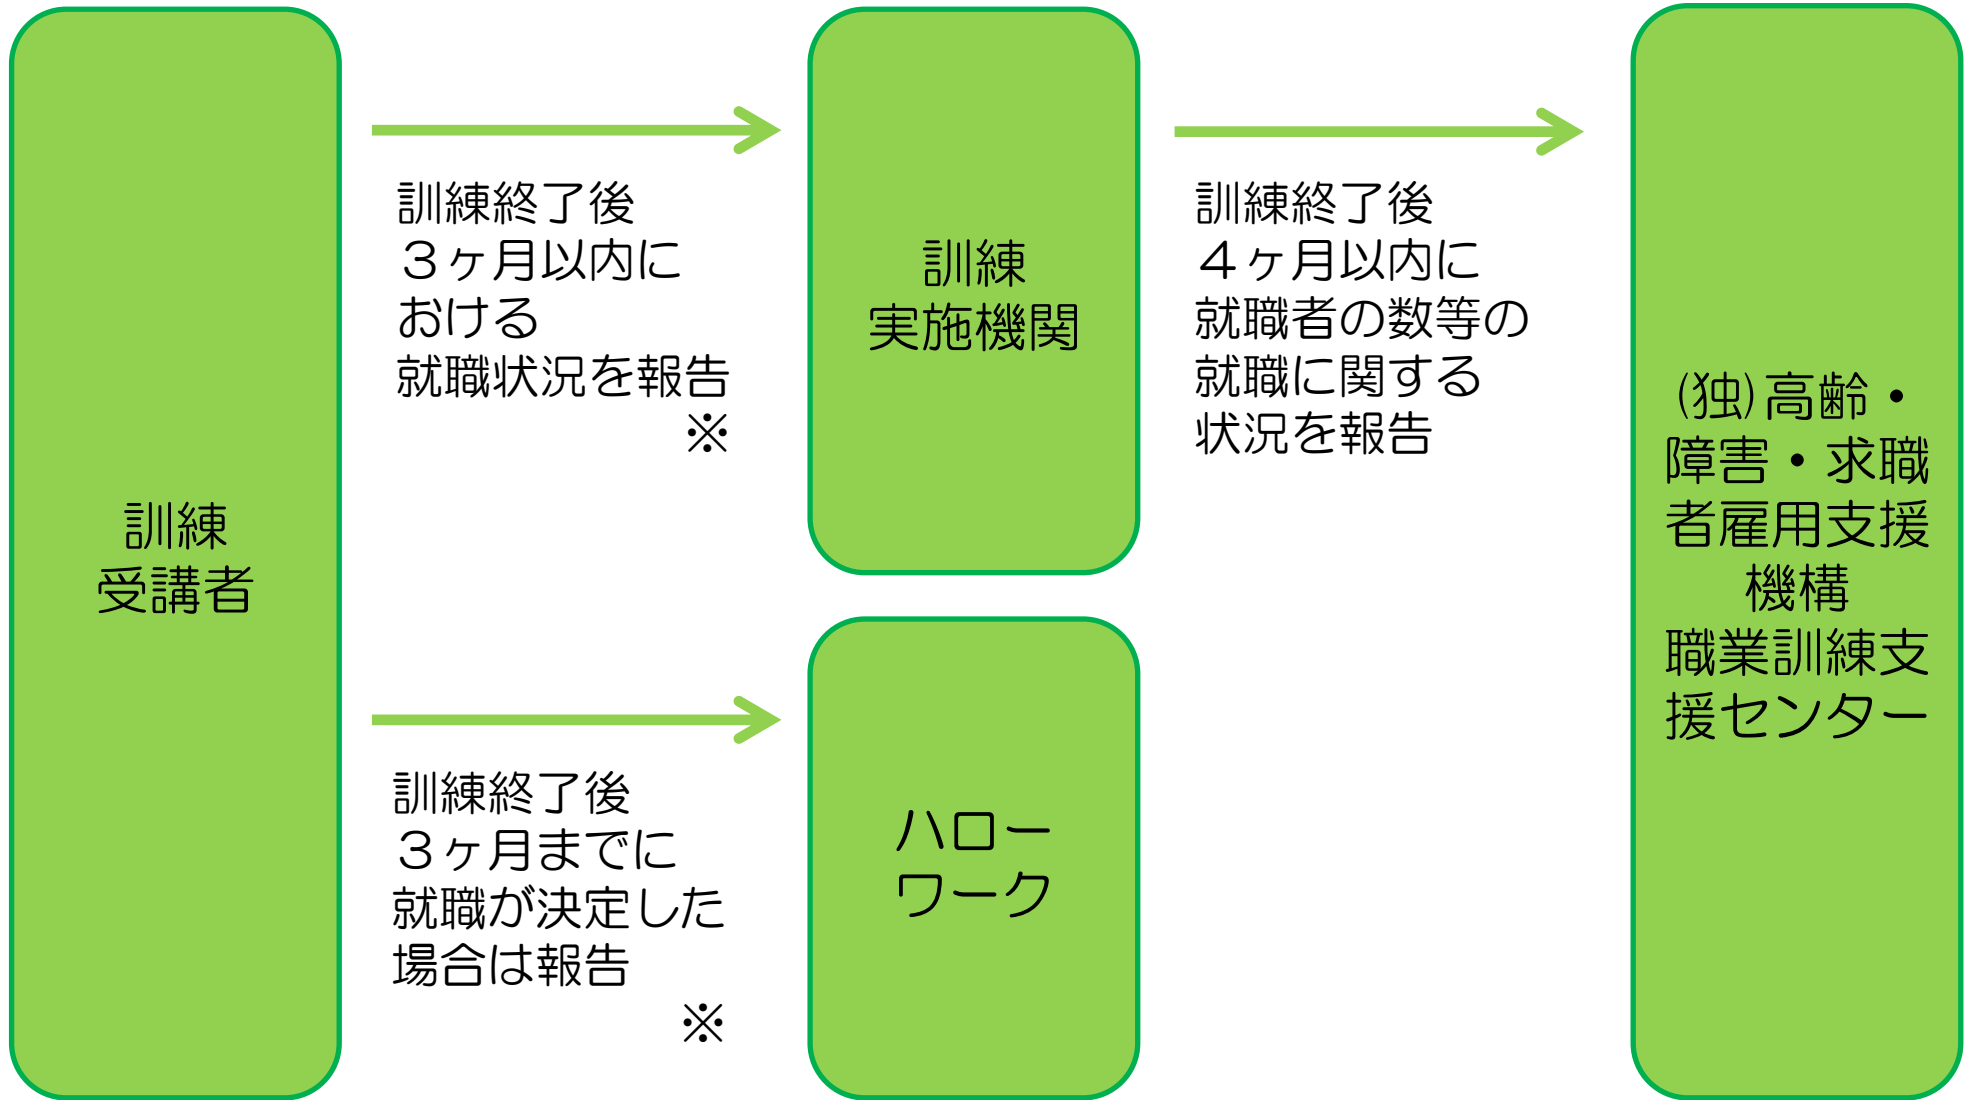 訓練
受講者
訓練終了後
３ヶ月以内に
おける
就職状況を報告
※
訓練
実施機関
訓練終了後
４ヶ月以内に
就職者の数等の
就職に関する
状況を報告
訓練終了後
３ヶ月までに
就職が決定した
場合は報告
※
ハロー
ワーク
(独)高齢・
障害・求職
者雇用支援
機構
職業訓練支
援センター